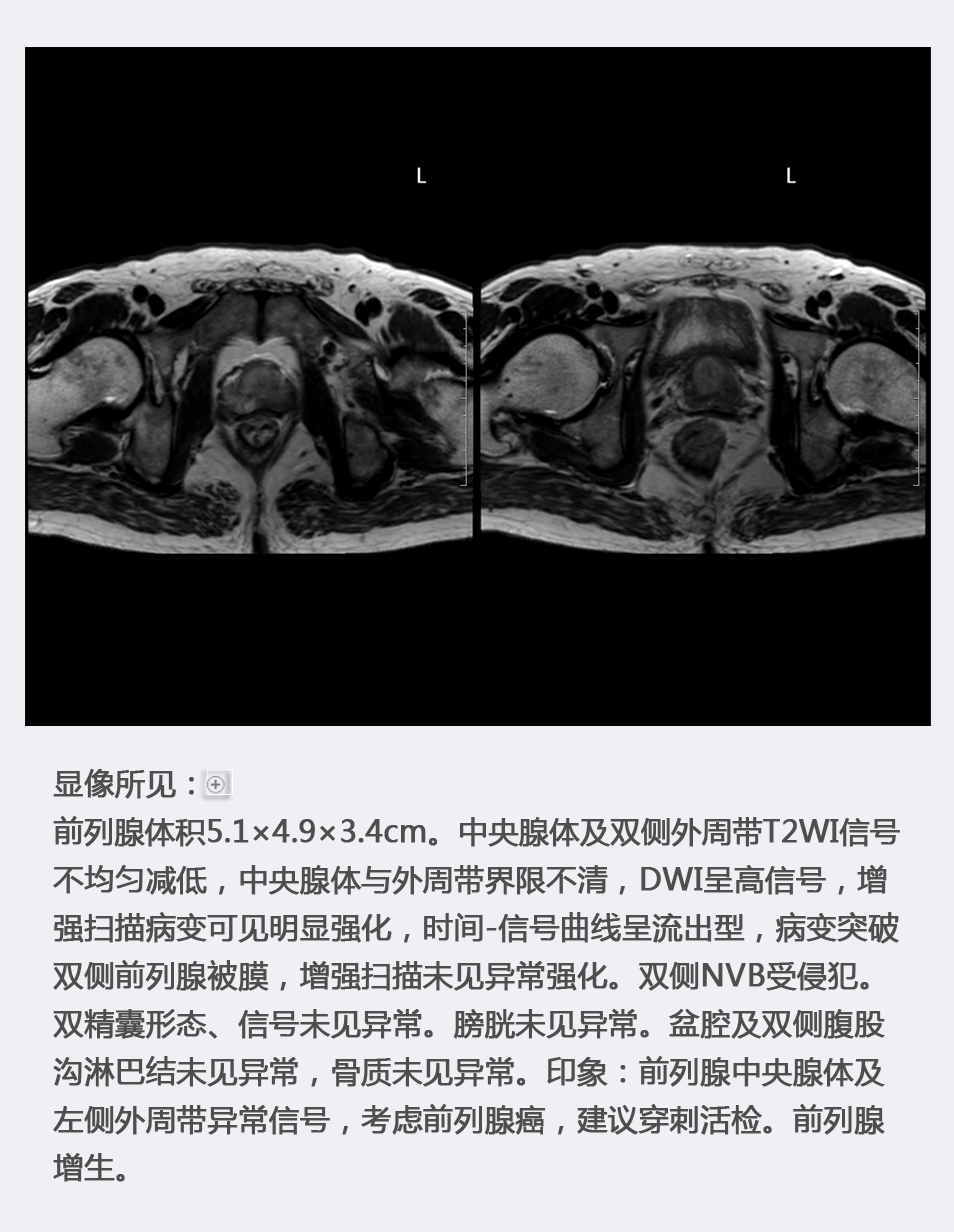 L
L
显像所见：
前列腺体积5.1×4.9×3.4cm。中央腺体及双侧外周带T2WI信号
不均匀减低，中央腺体与外周带界限不清，DWI呈高信号，增
强扫描病变可见明显强化，时间-信号曲线呈流出型，病变突破
双侧前列腺被膜，增强扫描未见异常强化。双侧NVB受侵犯。
双精囊形态、信号未见异常。膀胱未见异常。盆腔及双侧腹股
沟淋巴结未见异常，骨质未见异常。印象：前列腺中央腺体及
左侧外周带异常信号，考虑前列腺癌，建议穿刺活检。前列腺
增生。